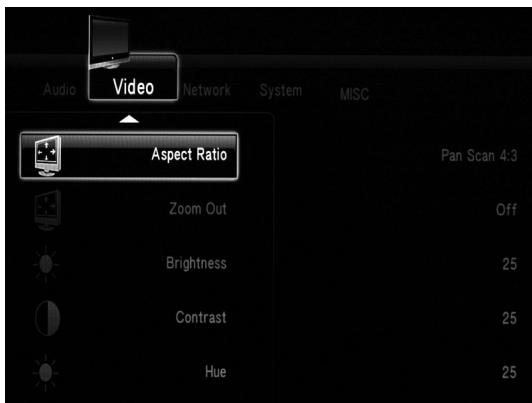 Audio Video Network System MISC
Aspect Ratio Pan Scan 4:3
Zoom Out Off
Brightness 25
Contrast 25
Hue 25